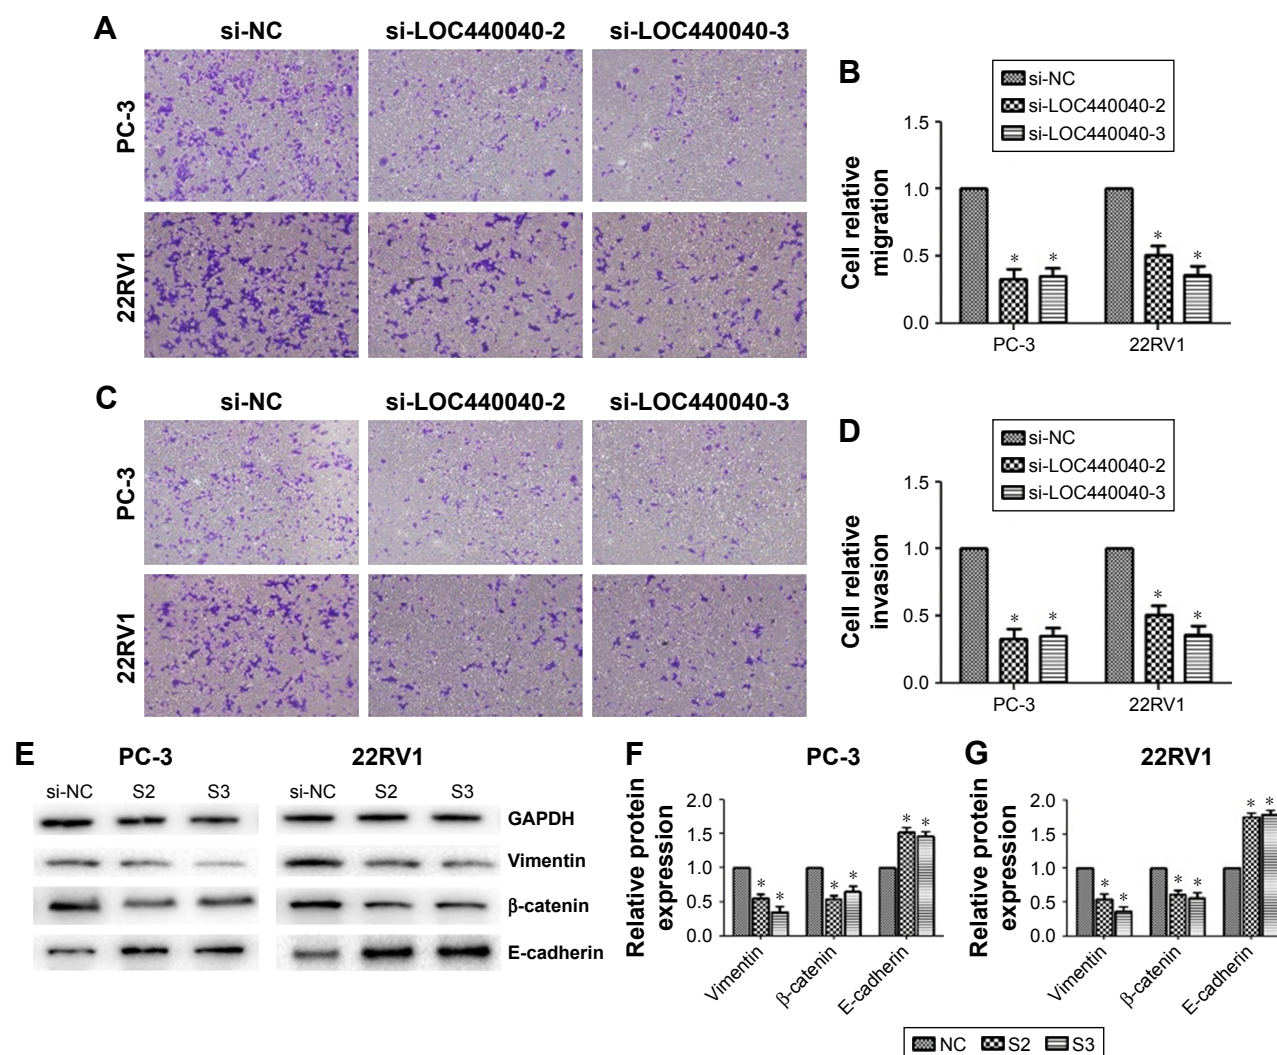 A
si-NC
si-LOC440040-2
si-LOC440040-3
PC-3
22RV1
B
si-NC
si-LOC440040-2
si-LOC440040-3
Cell relative
migration
1.5
1.0
0.5
0.0
*
*
*
*
PC-3
22RV1
C
si-NC
si-LOC440040-2
si-LOC440040-3
PC-3
22RV1
D
si-NC
si-LOC440040-2
si-LOC440040-3
Cell relative
invasion
1.5
1.0
0.5
0.0
*
*
*
*
PC-3
22RV1
E
PC-3
22RV1
si-NC
S2
S3
si-NC
S2
S3
GAPDH
Vimentin
β-catenin
E-cadherin
F
PC-3
Relative protein
expression
2.0
1.5
1.0
0.5
0.0
*
*
*
*
*
*
Vimentin
β-catenin
E-cadherin
G
22RV1
Relative protein
expression
2.0
1.5
1.0
0.5
0.0
*
*
*
*
*
*
Vimentin
β-catenin
E-cadherin
NC
S2
S3